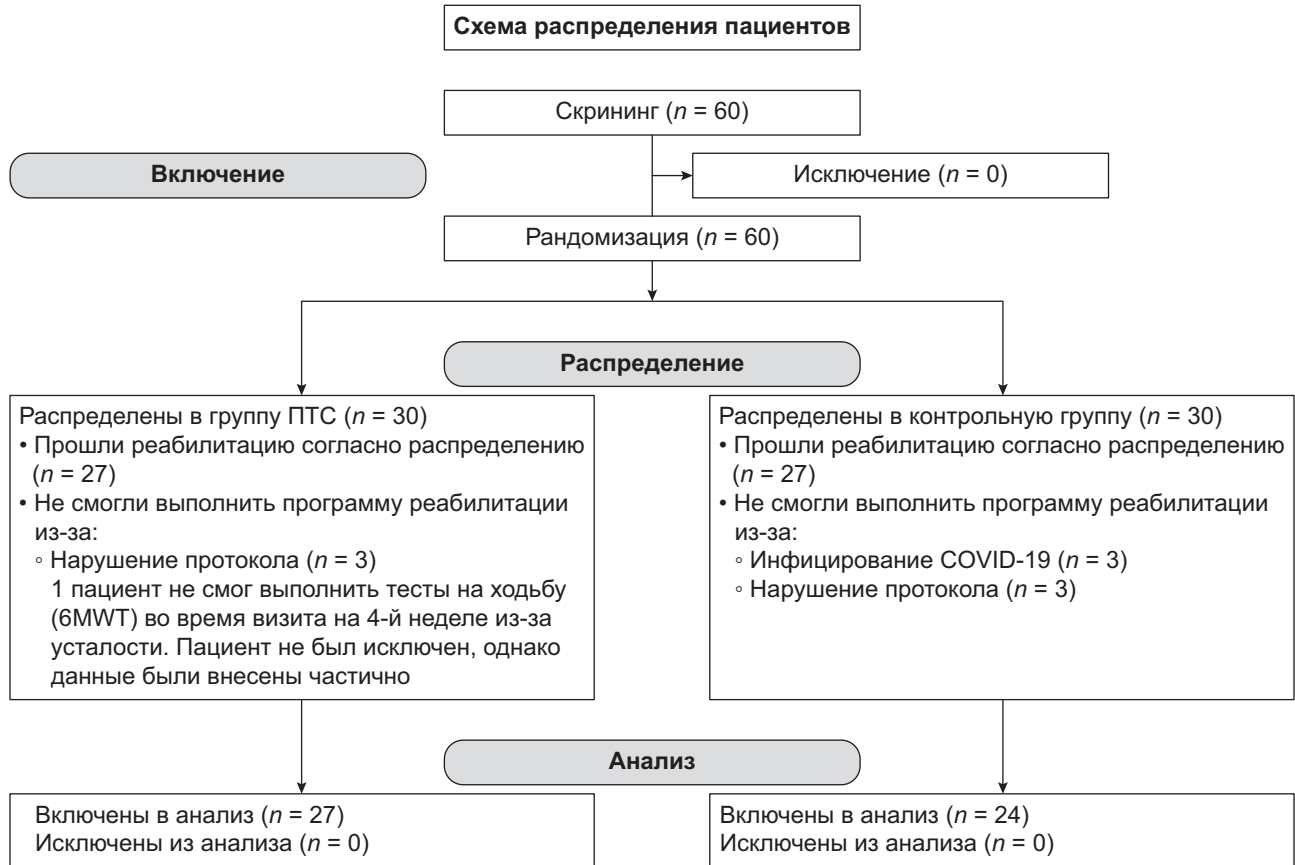 Схема распределения пациентов
Скрининг (n = 60)
Включение
Исключение (n = 0)
Рандомизация (n = 60)
Распределение
Распределены в группу ПТС (n = 30)
• Прошли реабилитацию согласно распределению
(n = 27)
• Не смогли выполнить программу реабилитации
из-за:
◦ Нарушение протокола (n = 3)
1 пациент не смог выполнить тесты на ходьбу
(6MWT) во время визита на 4-й неделе из-за
усталости. Пациент не был исключен, однако
данные были внесены частично
Распределены в контрольную группу (n = 30)
• Прошли реабилитацию согласно распределению
(n = 27)
• Не смогли выполнить программу реабилитации
из-за:
◦ Инфицирование COVID-19 (n = 3)
◦ Нарушение протокола (n = 3)
Анализ
Включены в анализ (n = 27)
Исключены из анализа (n = 0)
Включены в анализ (n = 24)
Исключены из анализа (n = 0)